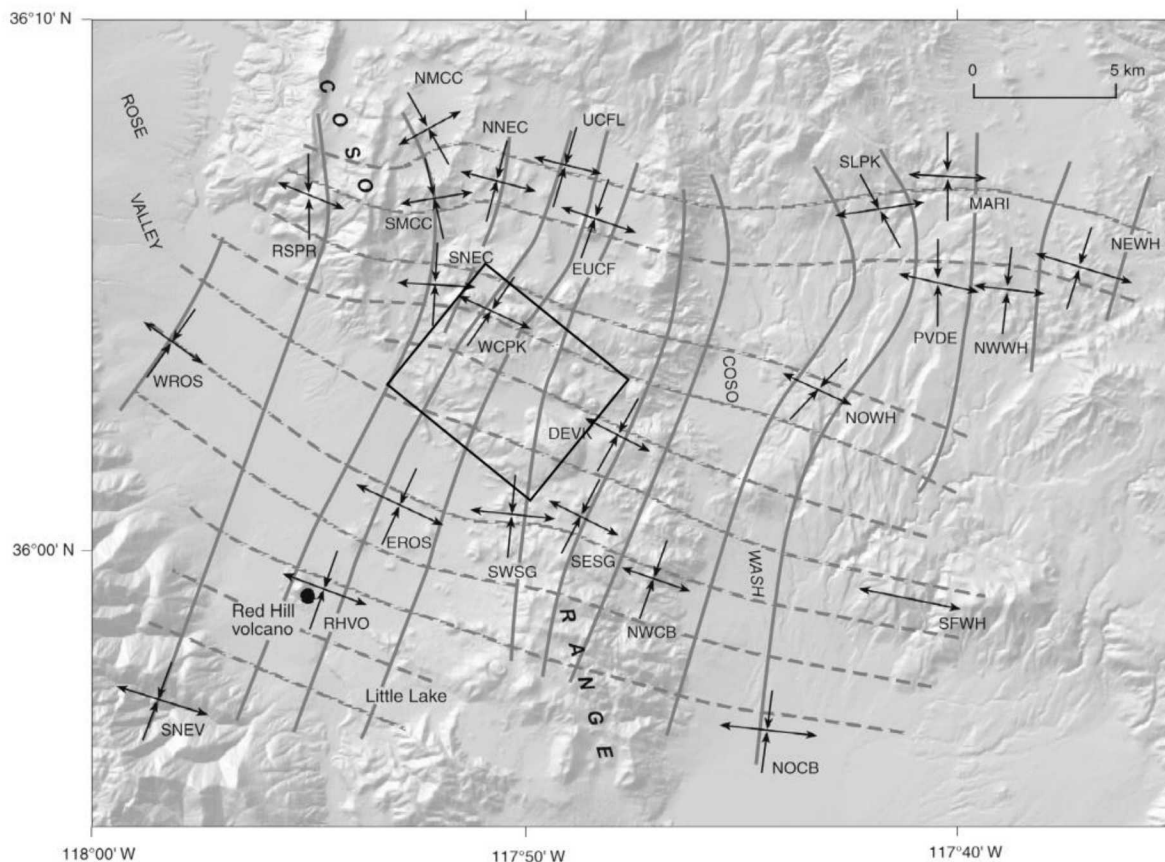 36°10' N
0 5 km
ROSE
VALLEY
COSO
NMCC
NNEC
UCFL
SLPK
MARI
RSPR
SMCC
SNEC
EUCF
NEWH
WROS
WCPK
PVDE
NWWH
COSO
NOWH
DEVK
36°00' N
EROS
SWSG
SESG
WASH
Red Hill
volcano
RHVO
NWCB
SFWH
RANGE
Little Lake
SNEV
NOCB
118°00' W
117°50' W
117°40' W